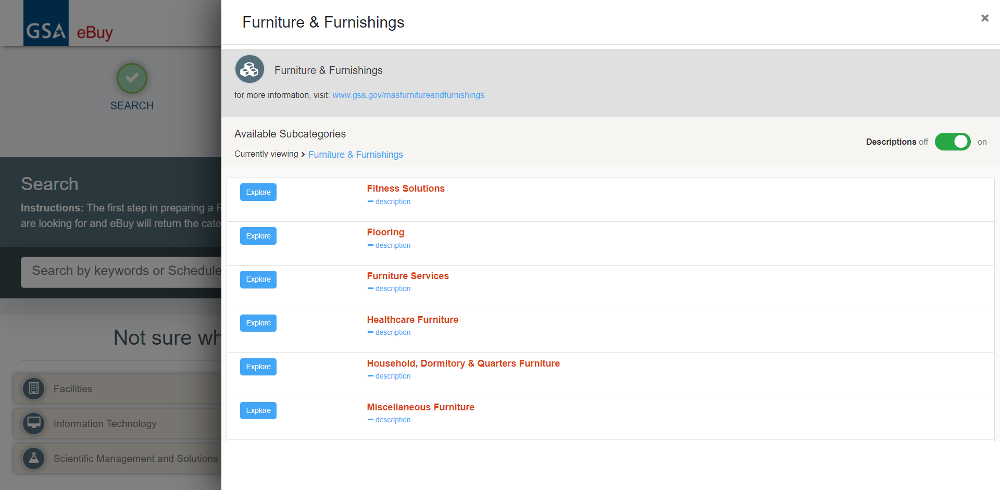 GSA eBuy
SEARCH
Search
Instructions: The first step in preparing a R
are looking for and eBuy will return the cate
Search by keywords or Schedule
Not sure wh
Facilities
Information Technology
Scientific Management and Solutions
Furniture & Furnishings
×
Furniture & Furnishings
for more information, visit: www.gsa.gov/masfurnitureandfurnishings
Available Subcategories
Currently viewing > Furniture & Furnishings
Descriptions off on
Explore
Fitness Solutions
description
Explore
Flooring
description
Explore
Furniture Services
description
Explore
Healthcare Furniture
description
Explore
Household, Dormitory & Quarters Furniture
description
Explore
Miscellaneous Furniture
description